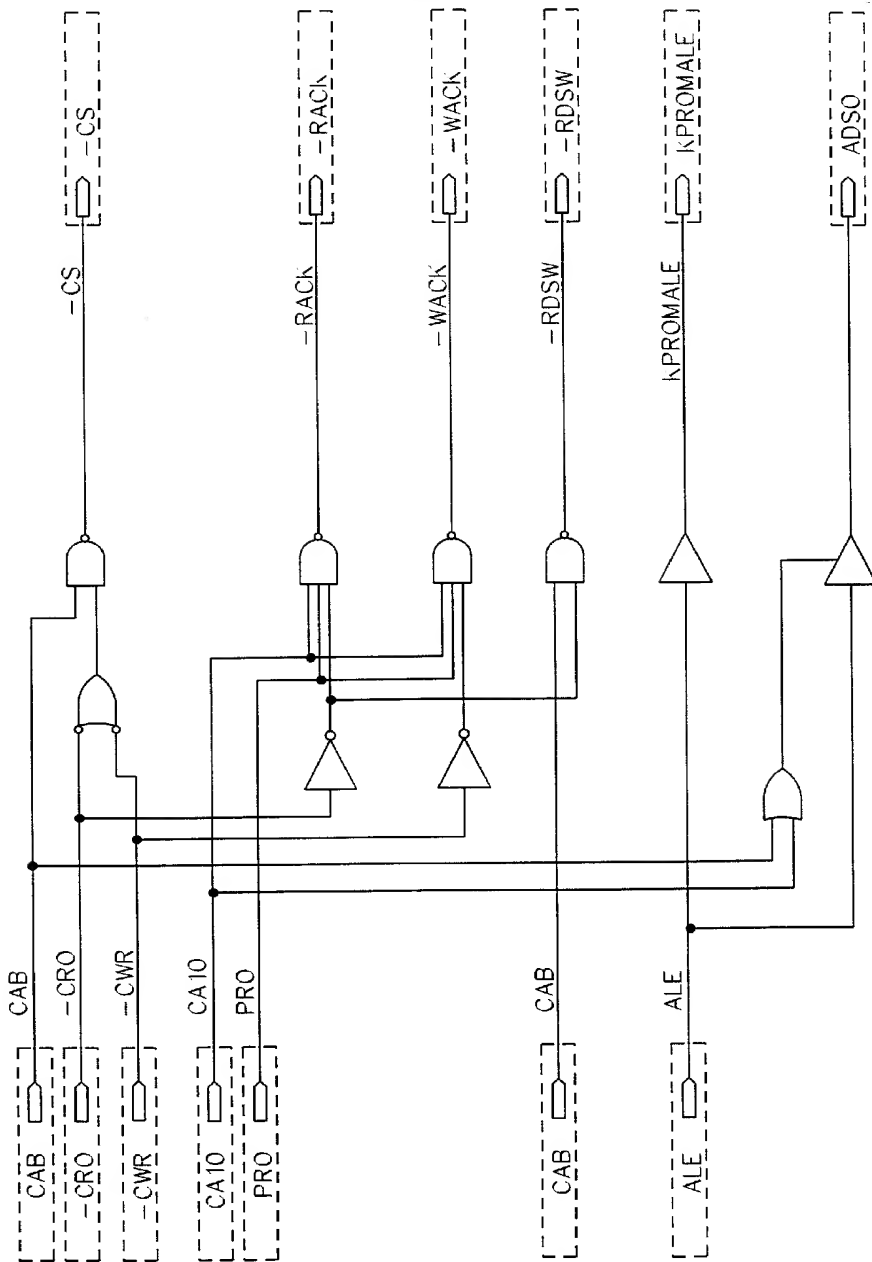 CAB
CAB
-CRO
-CRO
-CWR
-CWR
CA10
CA10
PRO
PRO
CAB
CAB
ALE
ALE
-CS
-CS
-RACK
-RACK
-WACK
-WACK
-RDSW
-RDSW
KPROMALE
KPROMALE
ADSO